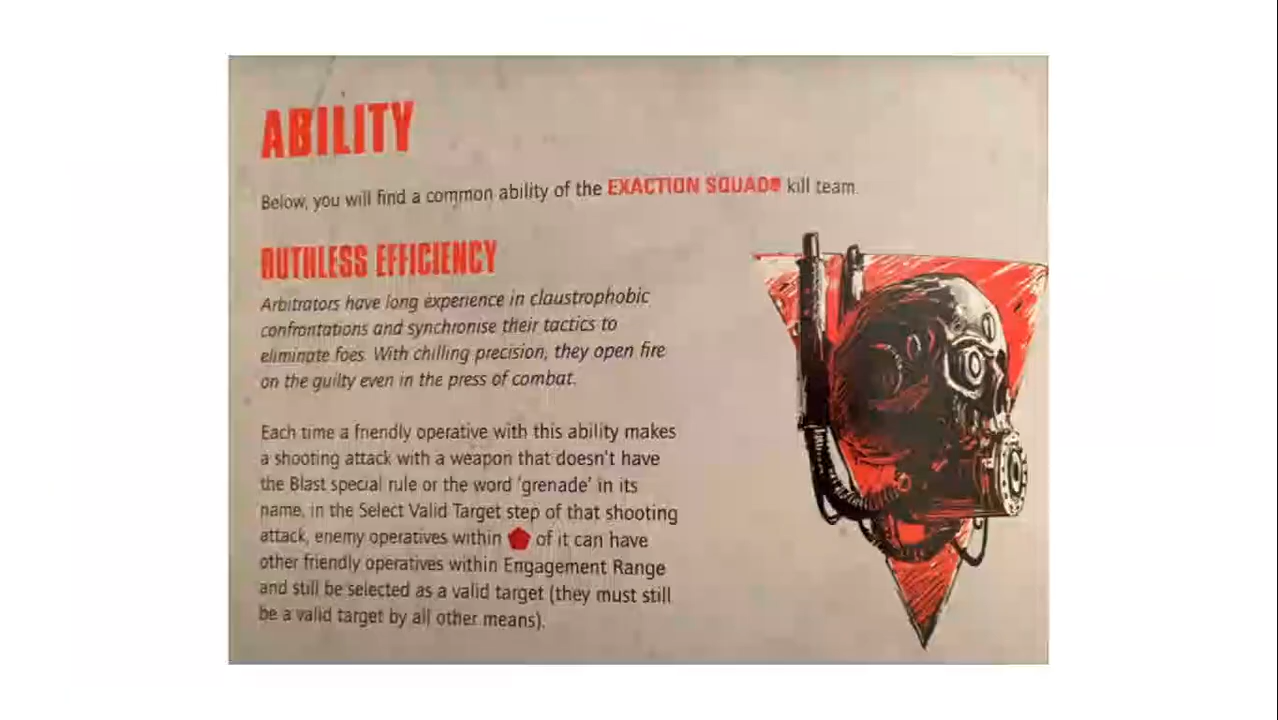 ABILITY
Below, you will find a common ability of the EXACTION SQUAD kill team.
RUTHLESS EFFICIENCY
Arbitrators have long experience in claustrophobic
confrontations and synchronise their tactics to
eliminate foes. With chilling precision, they open fire
on the guilty even in the press of combat.
Each time a friendly operative with this ability makes
a shooting attack with a weapon that doesn't have
the Blast special rule or the word 'grenade' in its
name, in the Select Valid Target step of that shooting
attack, enemy operatives within of it can have
other friendly operatives within Engagement Range
and still be selected as a valid target (they must still
be a valid target by all other means).